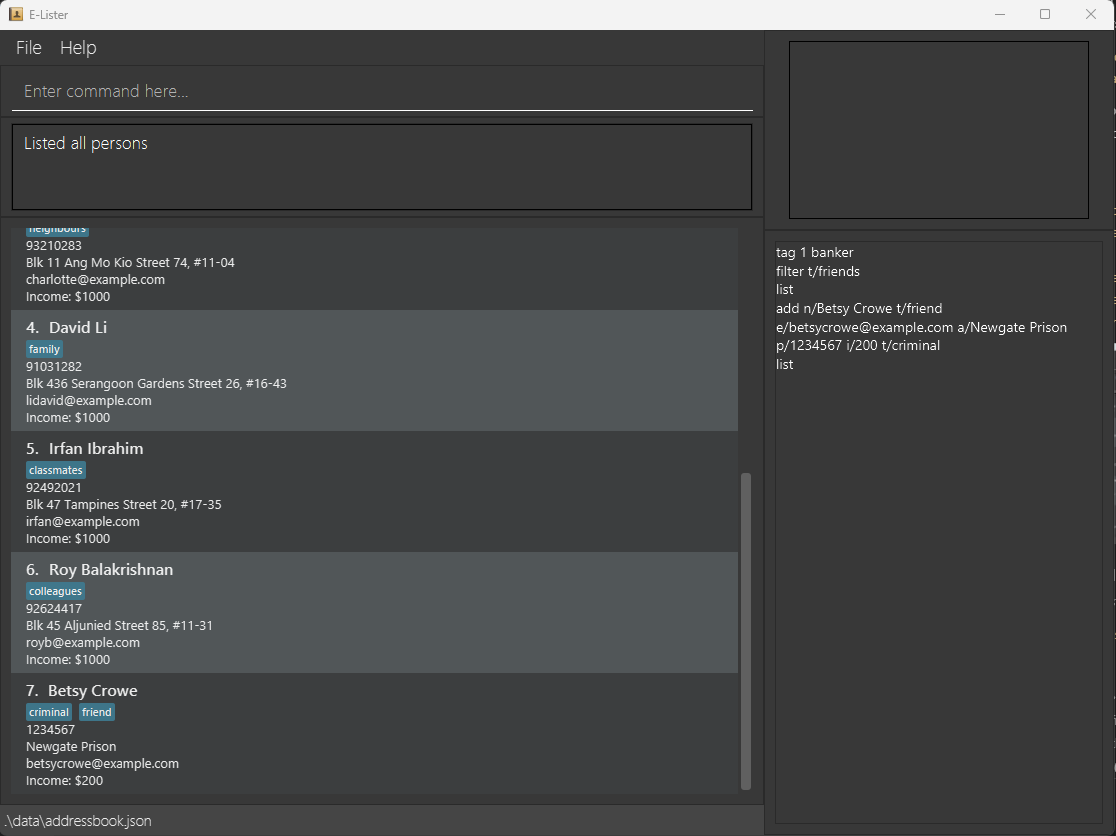 E-Lister
File Help
Enter command here...
Listed all persons
neighbours
93210283
Blk 11 Ang Mo Kio Street 74, #11-04
charlotte@example.com
Income: $1000
4. David Li
family
91031282
Blk 436 Serangoon Gardens Street 26, #16-43
lidavid@example.com
Income: $1000
5. Irfan Ibrahim
classmates
92492021
Blk 47 Tampines Street 20, #17-35
irfan@example.com
Income: $1000
6. Roy Balakrishnan
colleagues
92624417
Blk 45 Aljunied Street 85, #11-31
royb@example.com
Income: $1000
7. Betsy Crowe
criminal friend
1234567
Newgate Prison
betsycrowe@example.com
Income: $200
.\data\addressbook.json
tag 1 banker
filter t/friends
list
add n/Betsy Crowe t/friend
e/betsycrowe@example.com a/Newgate Prison
p/1234567 i/200 t/criminal
list